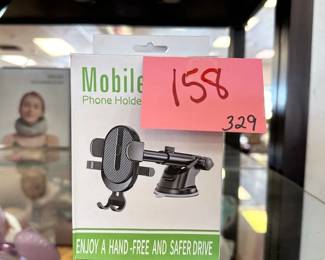 Mobile
158
Phone Holde
329
ENJOY A HAND-FREE AND SAFER DRIVE